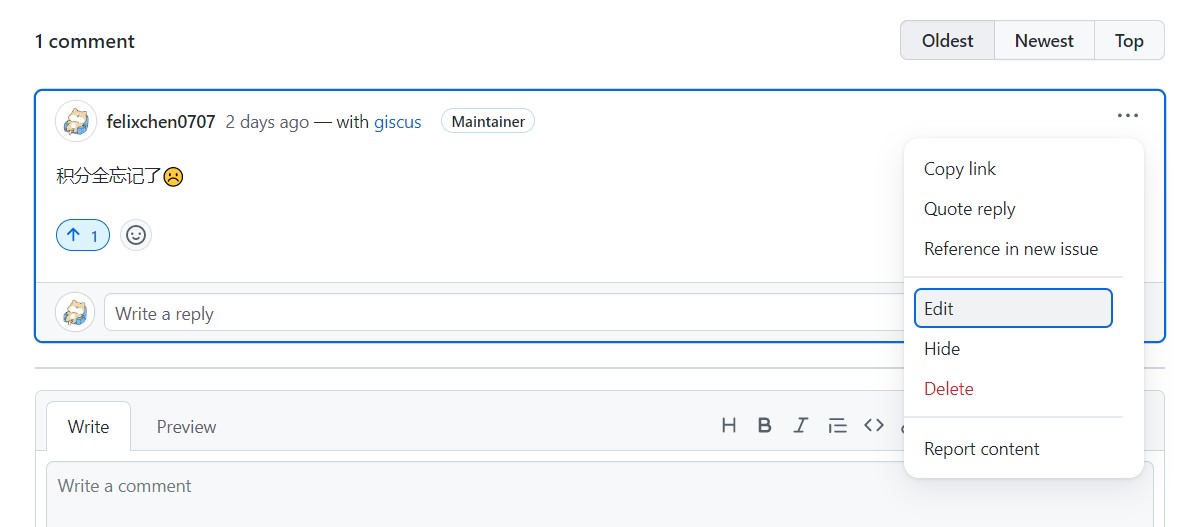 1 comment
Oldest Newest Top
felixchen0707 2 days ago — with giscus Maintainer
积分全忘记了☹️
1
Write a reply
Copy link
Quote reply
Reference in new issue
Edit
Hide
Delete
Report content
Write Preview
Write a comment